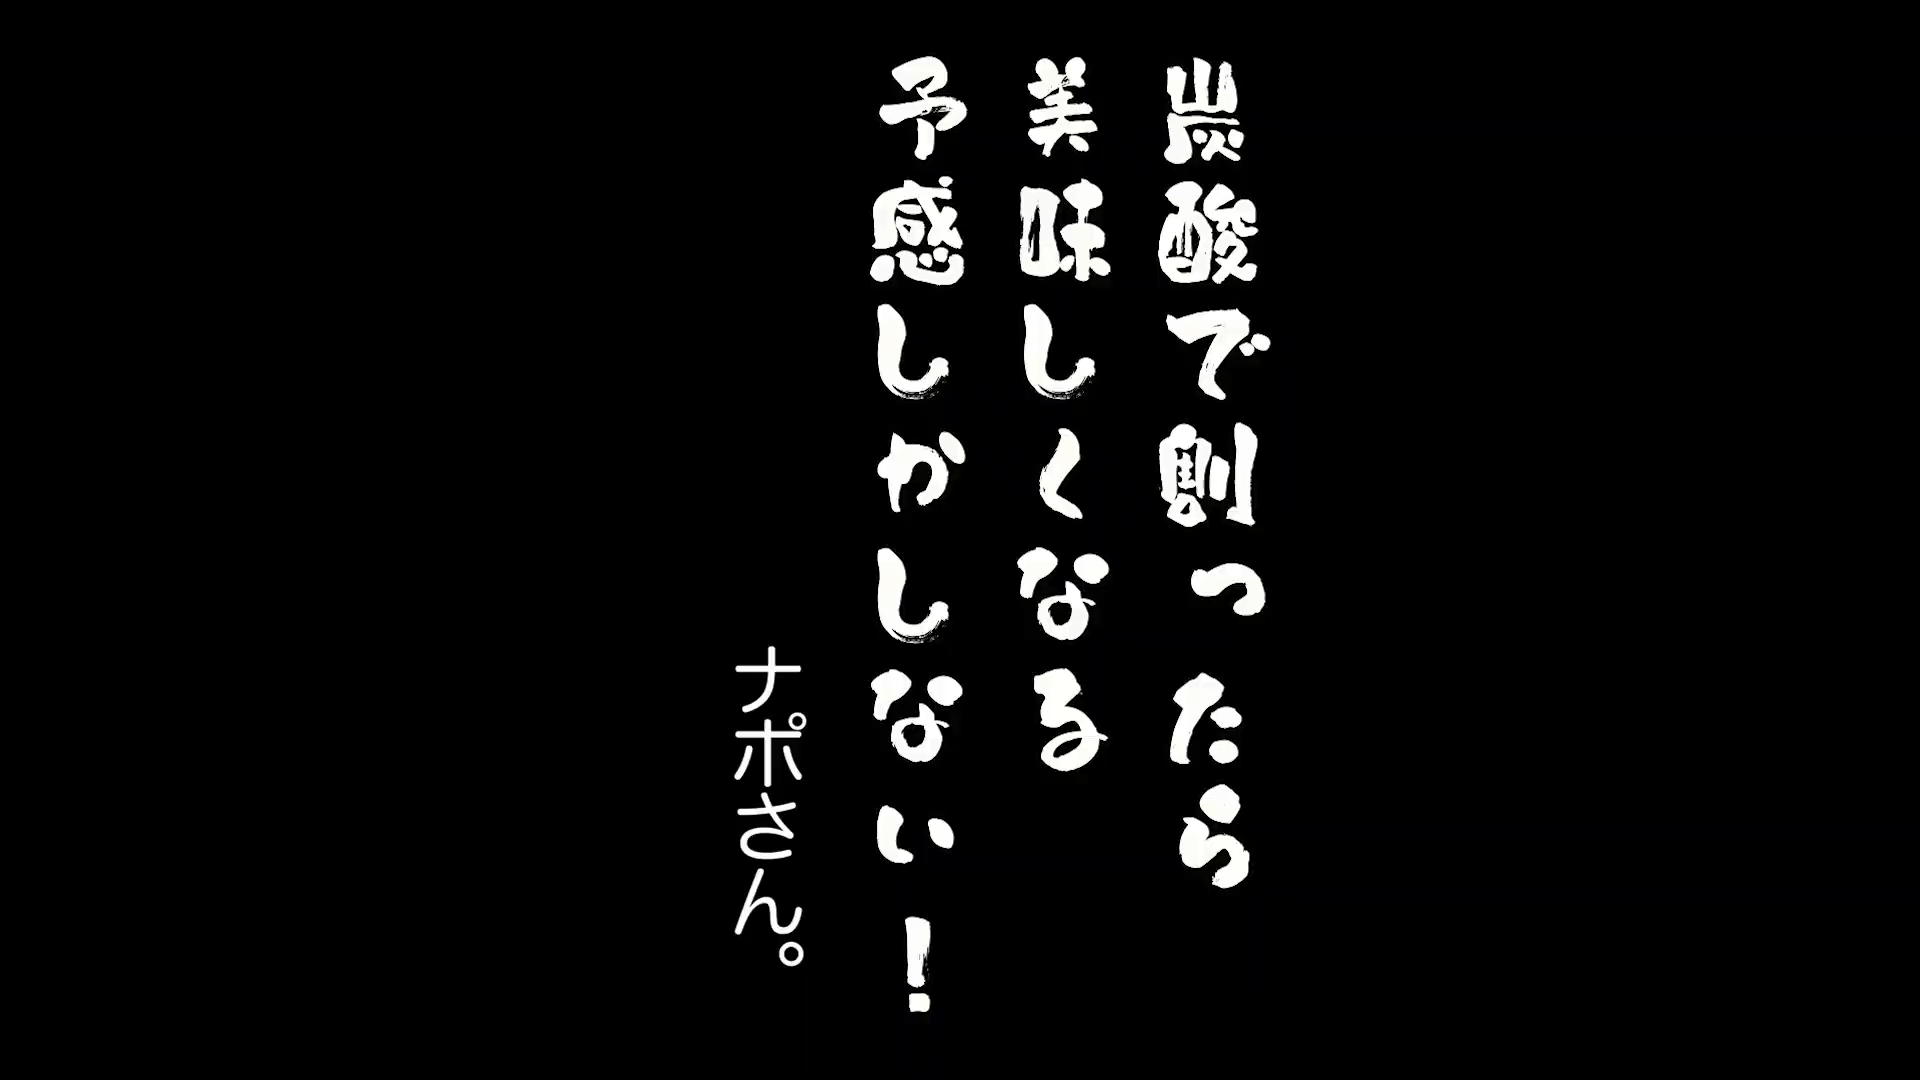 炭酸で割ったら
美味しくなる
予感しかしない!
ナポさん。